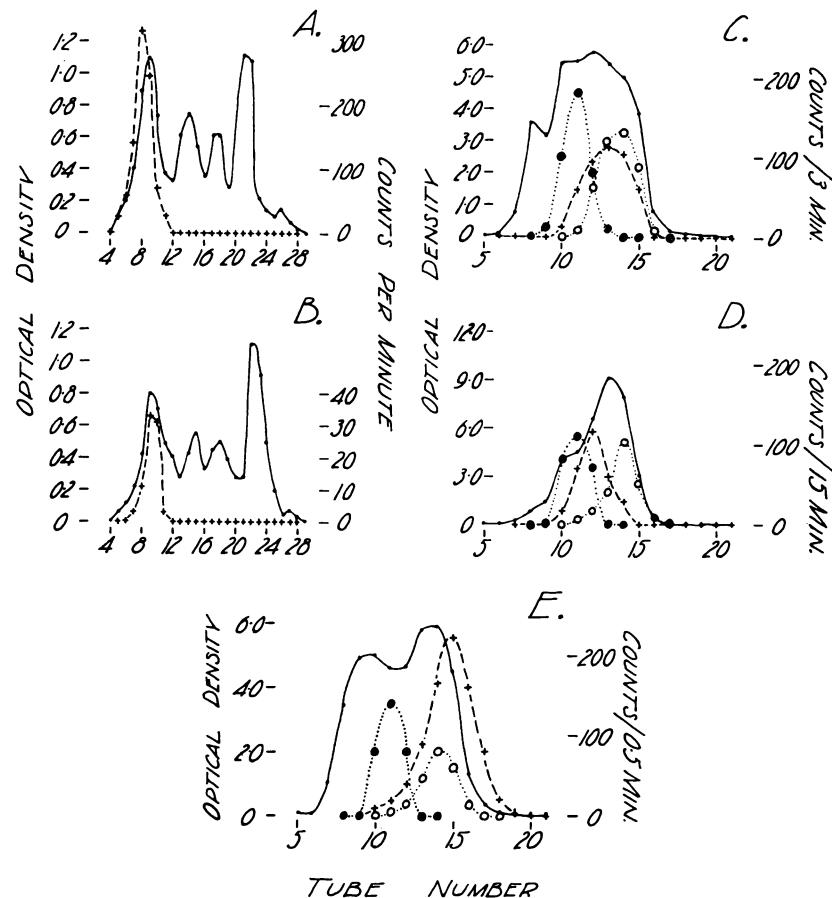 A.
1·2
1·0
0·8
0·6
0·4
0·2
0
4 8 12 16 20 24 28
300
200
100
0
OPTICAL DENSITY
COUNTS PER MINUTE
B.
1·2
1·0
0·8
0·6
0·4
0·2
0
4 8 12 16 20 24 28
40
30
20
10
0
C.
6·0
5·0
4·0
3·0
2·0
1·0
0
5 10 15 20
200
100
0
OPTICAL DENSITY
COUNTS/3 MIN.
D.
12·0
9·0
6·0
3·0
0
5 10 15 20
200
100
0
COUNTS/15 MIN.
E.
OPTICAL DENSITY
6·0
4·0
2·0
0
5 10 15 20
200
100
0
COUNTS/0·5 MIN.
TUBE NUMBER